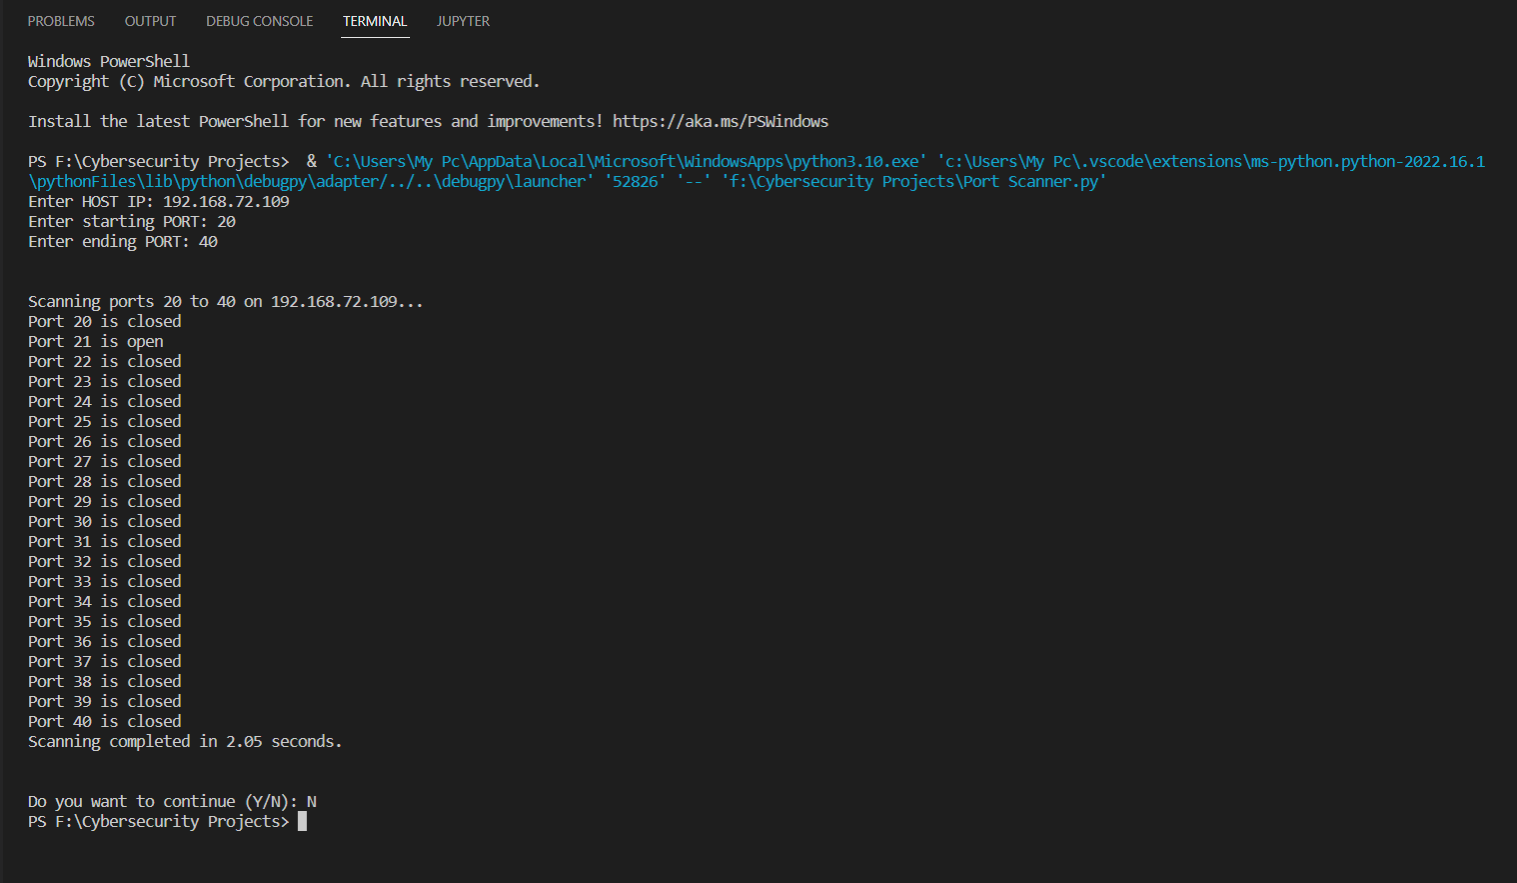 PROBLEMS OUTPUT DEBUG CONSOLE TERMINAL JUPYTER
Windows PowerShell
Copyright (C) Microsoft Corporation. All rights reserved.
Install the latest PowerShell for new features and improvements! https://aka.ms/PSWindows
PS F:\Cybersecurity Projects>  & 'C:\Users\My Pc\AppData\Local\Microsoft\WindowsApps\python3.10.exe' 'c:\Users\My Pc\.vscode\extensions\ms-python.python-2022.16.1
\pythonFiles\lib\python\debugpy\adapter/../..\debugpy\launcher' '52826' '--' 'f:\Cybersecurity Projects\Port Scanner.py'
Enter HOST IP: 192.168.72.109
Enter starting PORT: 20
Enter ending PORT: 40
Scanning ports 20 to 40 on 192.168.72.109...
Port 20 is closed
Port 21 is open
Port 22 is closed
Port 23 is closed
Port 24 is closed
Port 25 is closed
Port 26 is closed
Port 27 is closed
Port 28 is closed
Port 29 is closed
Port 30 is closed
Port 31 is closed
Port 32 is closed
Port 33 is closed
Port 34 is closed
Port 35 is closed
Port 36 is closed
Port 37 is closed
Port 38 is closed
Port 39 is closed
Port 40 is closed
Scanning completed in 2.05 seconds.
Do you want to continue (Y/N): N
PS F:\Cybersecurity Projects>